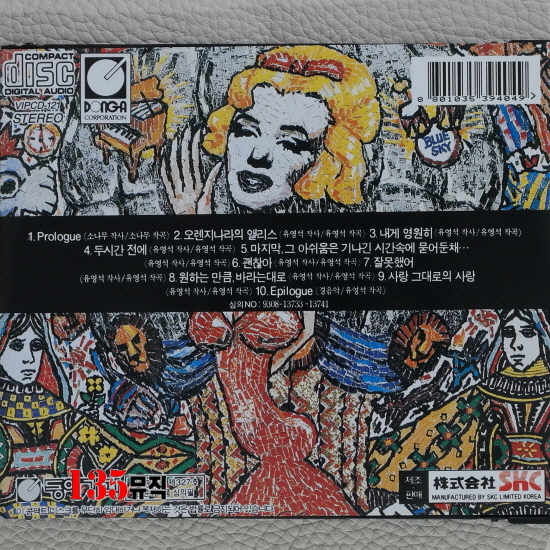 COMPACT
disc
DIGITAL AUDIO
VIPCD-121
STEREO
DONGA
CORPORATION
BLUE
SKY
8 801035 394049
1. Prologue (소나무 작사/소나무 작곡) 2. 오렌지나라의 앨리스 (유영석 작사/유영석 작곡) 3. 내게 영원히 (유영석 작사/유영석 작곡)
4. 두시간 전에 (유영석 작사/유영석 작곡) 5. 마지막, 그 아쉬움은 기나긴 시간속에 묻어둔채…
(유영석 작사/유영석 작곡) 6. 괜찮아 (유영석 작사/유영석 작곡) 7. 잘못했어
(유영석 작사/유영석 작곡) 8. 원하는 만큼, 바라는대로 (유영석 작사/유영석 작곡) 9. 사랑 그대로의 사랑
(유영석 작사/유영석 작곡) 10. Epilogue (경음악/유영석 작곡)
심의NO : 9308-13733 -13741
135뮤직
제조
판매
株式会社 SKC
MANUFACTURED BY SKC LIMITED KOREA